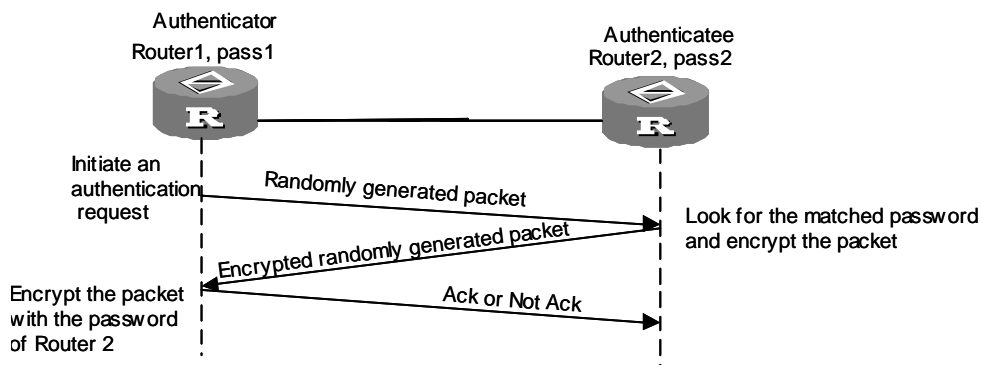 Authenticator
Router1, pass1
Authenticatee
Router2, pass2
R
R
Initiate an
authentication
request
Randomly generated packet
Look for the matched password
and encrypt the packet
Encrypted randomly generated packet
Encrypt the packet
with the password
of Router 2
Ack or Not Ack